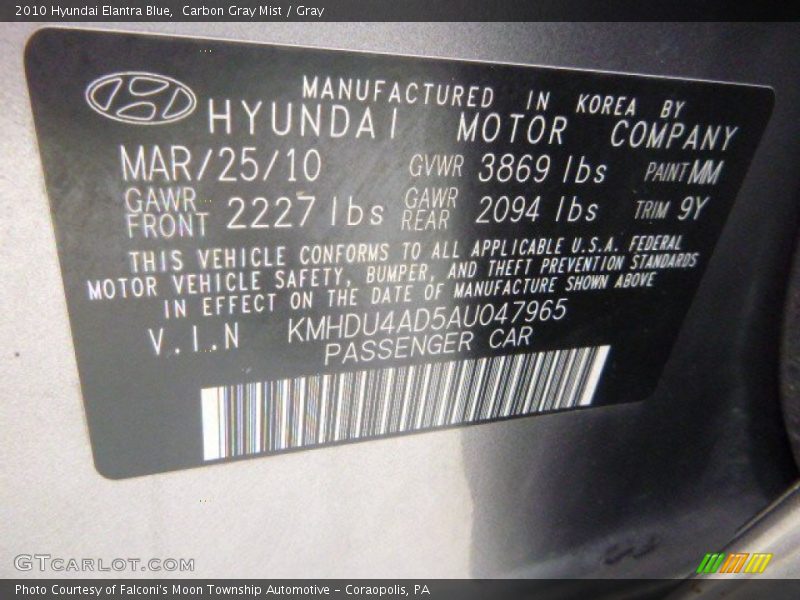 2010 Hyundai Elantra Blue,  Carbon Gray Mist / Gray
MANUFACTURED IN KOREA BY
HYUNDAI MOTOR COMPANY
MAR/25/10 GVWR 3869 lbs PAINT MM
GAWR FRONT 2227 lbs GAWR REAR 2094 lbs TRIM 9Y
THIS VEHICLE CONFORMS TO ALL APPLICABLE U.S.A. FEDERAL
MOTOR VEHICLE SAFETY, BUMPER, AND THEFT PREVENTION STANDARDS
IN EFFECT ON THE DATE OF MANUFACTURE SHOWN ABOVE
V.I.N KMHDU4AD5AU047965
PASSENGER CAR
GTCARLOT.COM
Photo Courtesy of Falconi's Moon Township Automotive – Coraopolis, PA